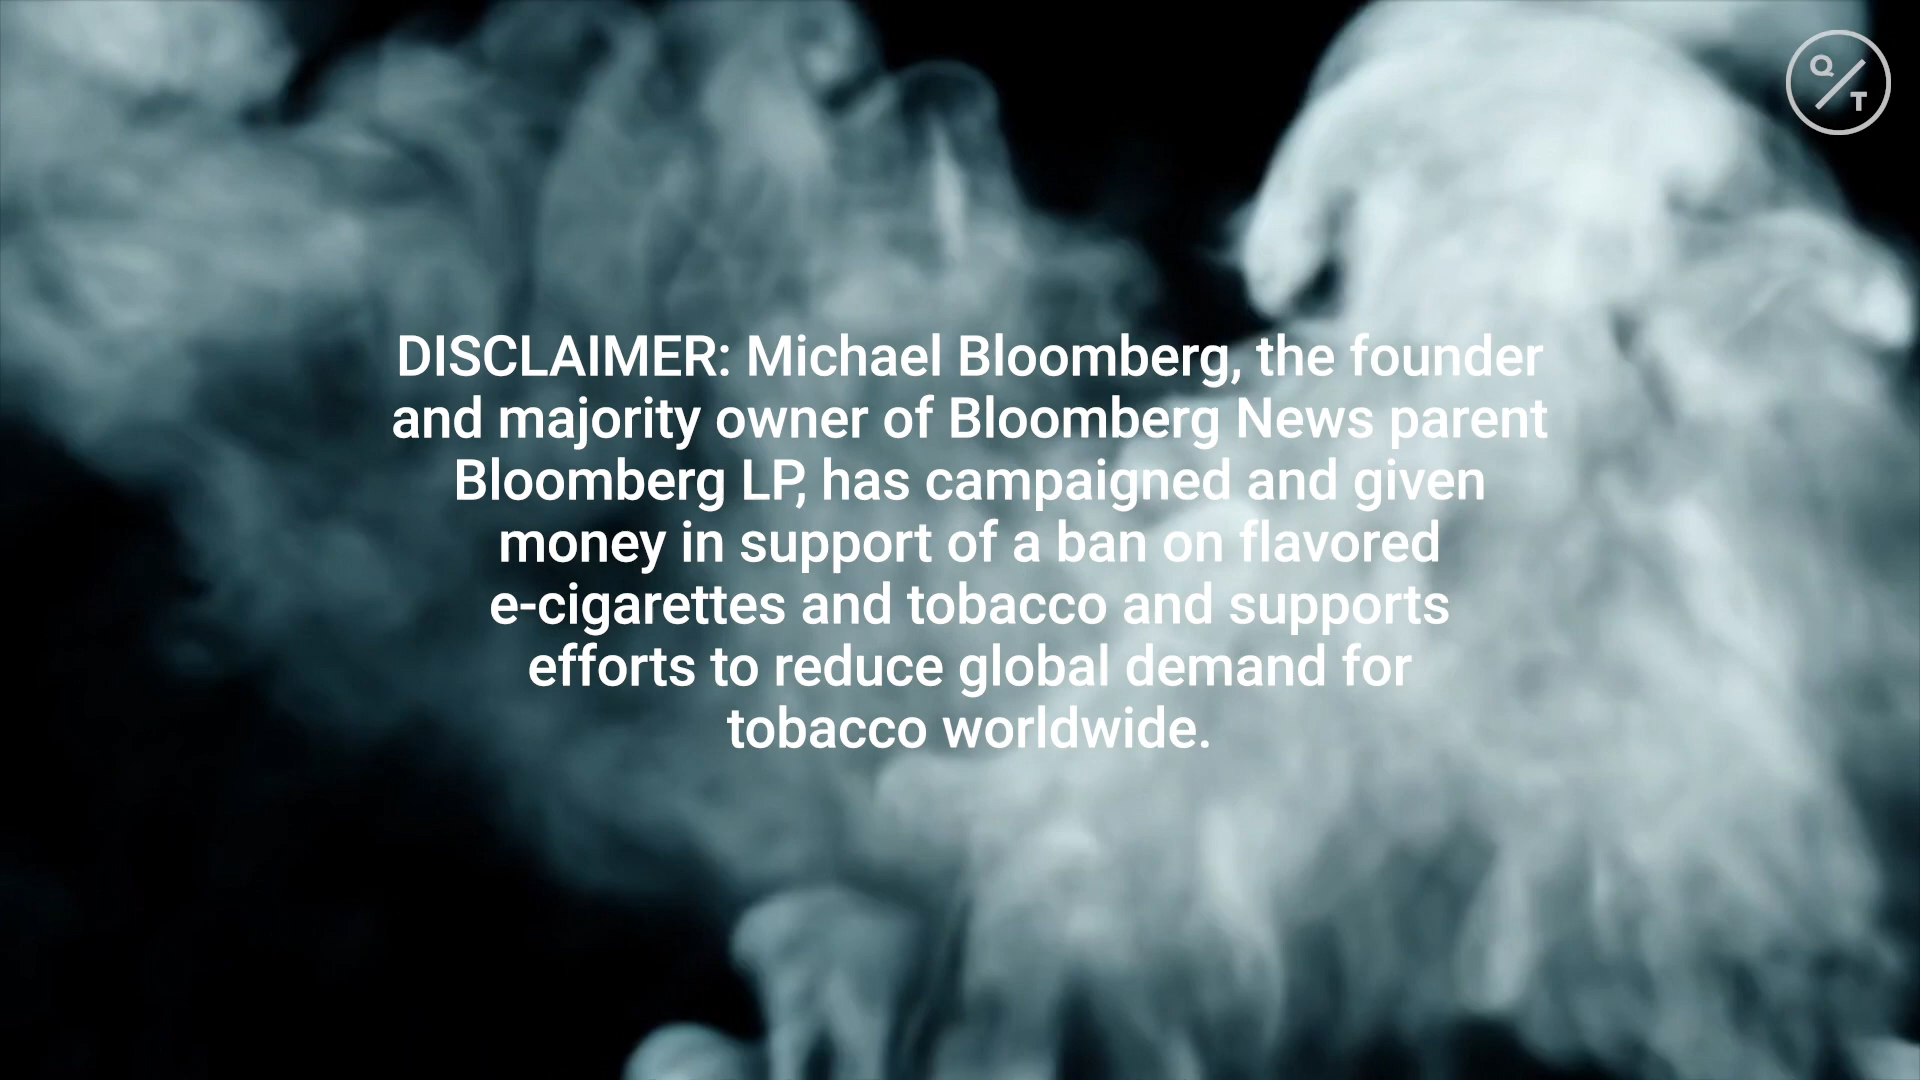 Q/T
DISCLAIMER: Michael Bloomberg, the founder
and majority owner of Bloomberg News parent
Bloomberg LP, has campaigned and given
money in support of a ban on flavored
e-cigarettes and tobacco and supports
efforts to reduce global demand for
tobacco worldwide.